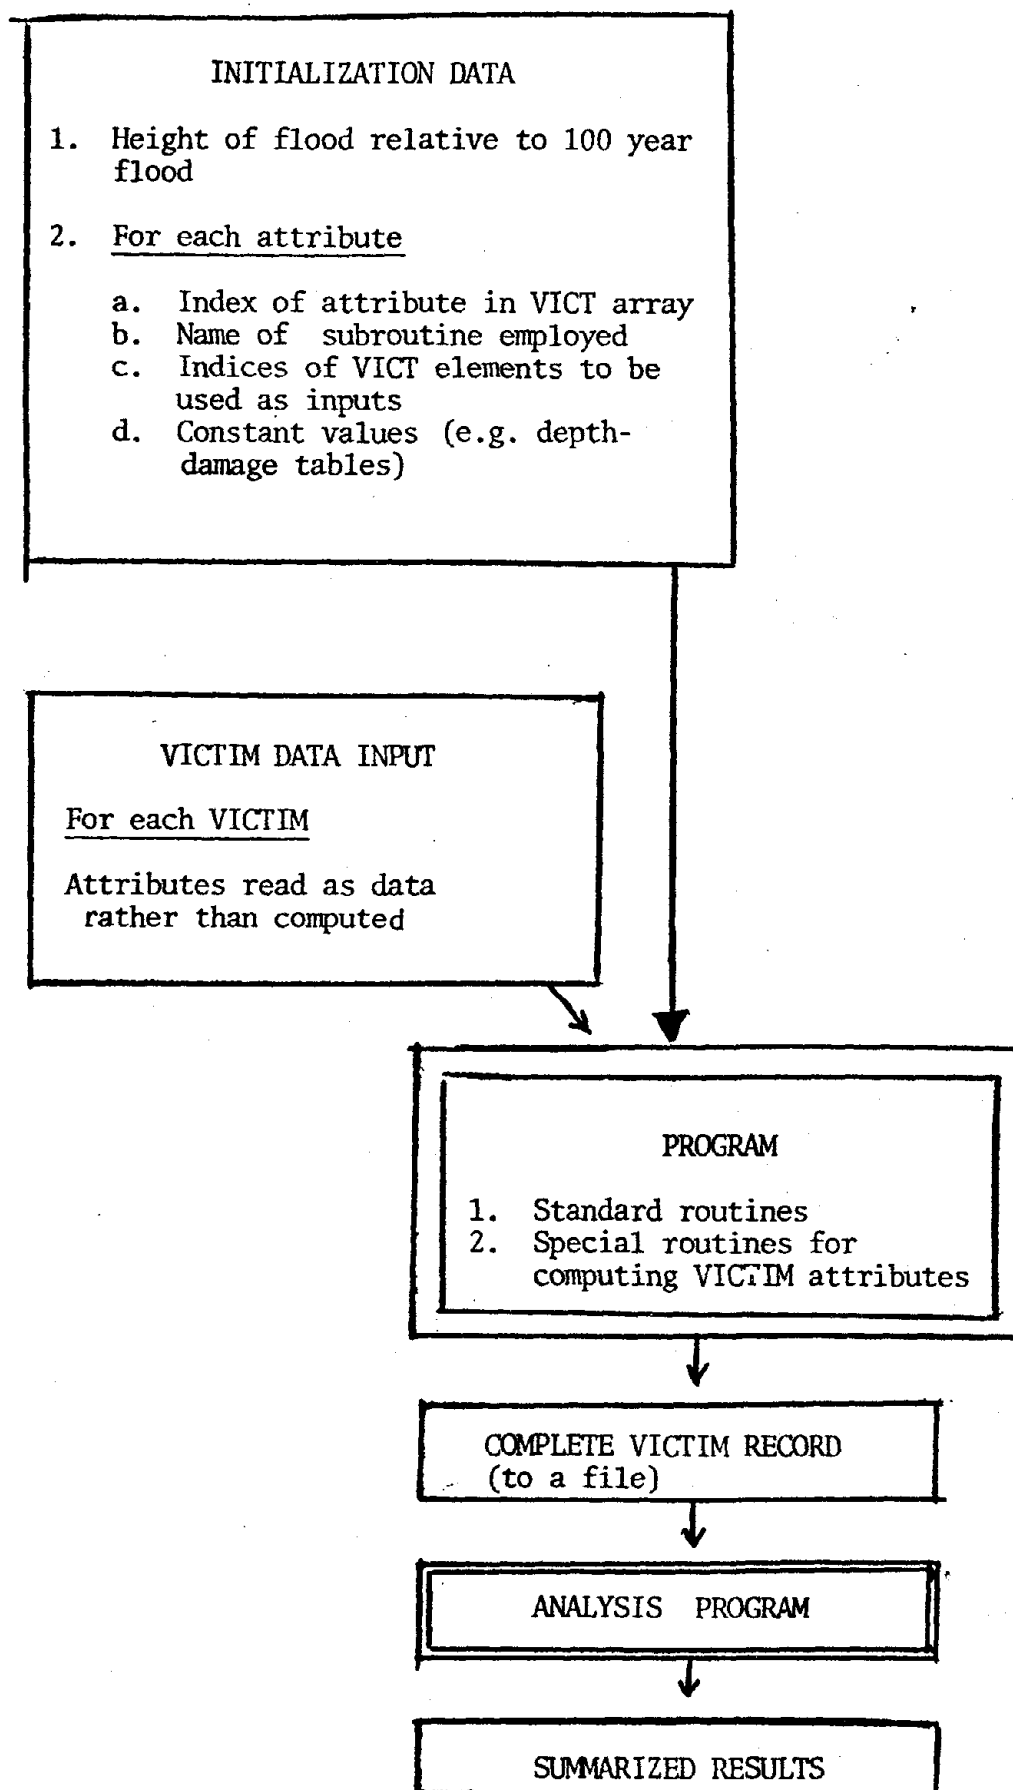 INITIALIZATION DATA
1. Height of flood relative to 100 year
flood
2. For each attribute
a. Index of attribute in VICT array
b. Name of subroutine employed
c. Indices of VICT elements to be
used as inputs
d. Constant values (e.g. depth-
damage tables)
VICTIM DATA INPUT
For each VICTIM
Attributes read as data
rather than computed
PROGRAM
1. Standard routines
2. Special routines for
computing VICTIM attributes
COMPLETE VICTIM RECORD
(to a file)
ANALYSIS PROGRAM
SUMMARIZED RESULTS